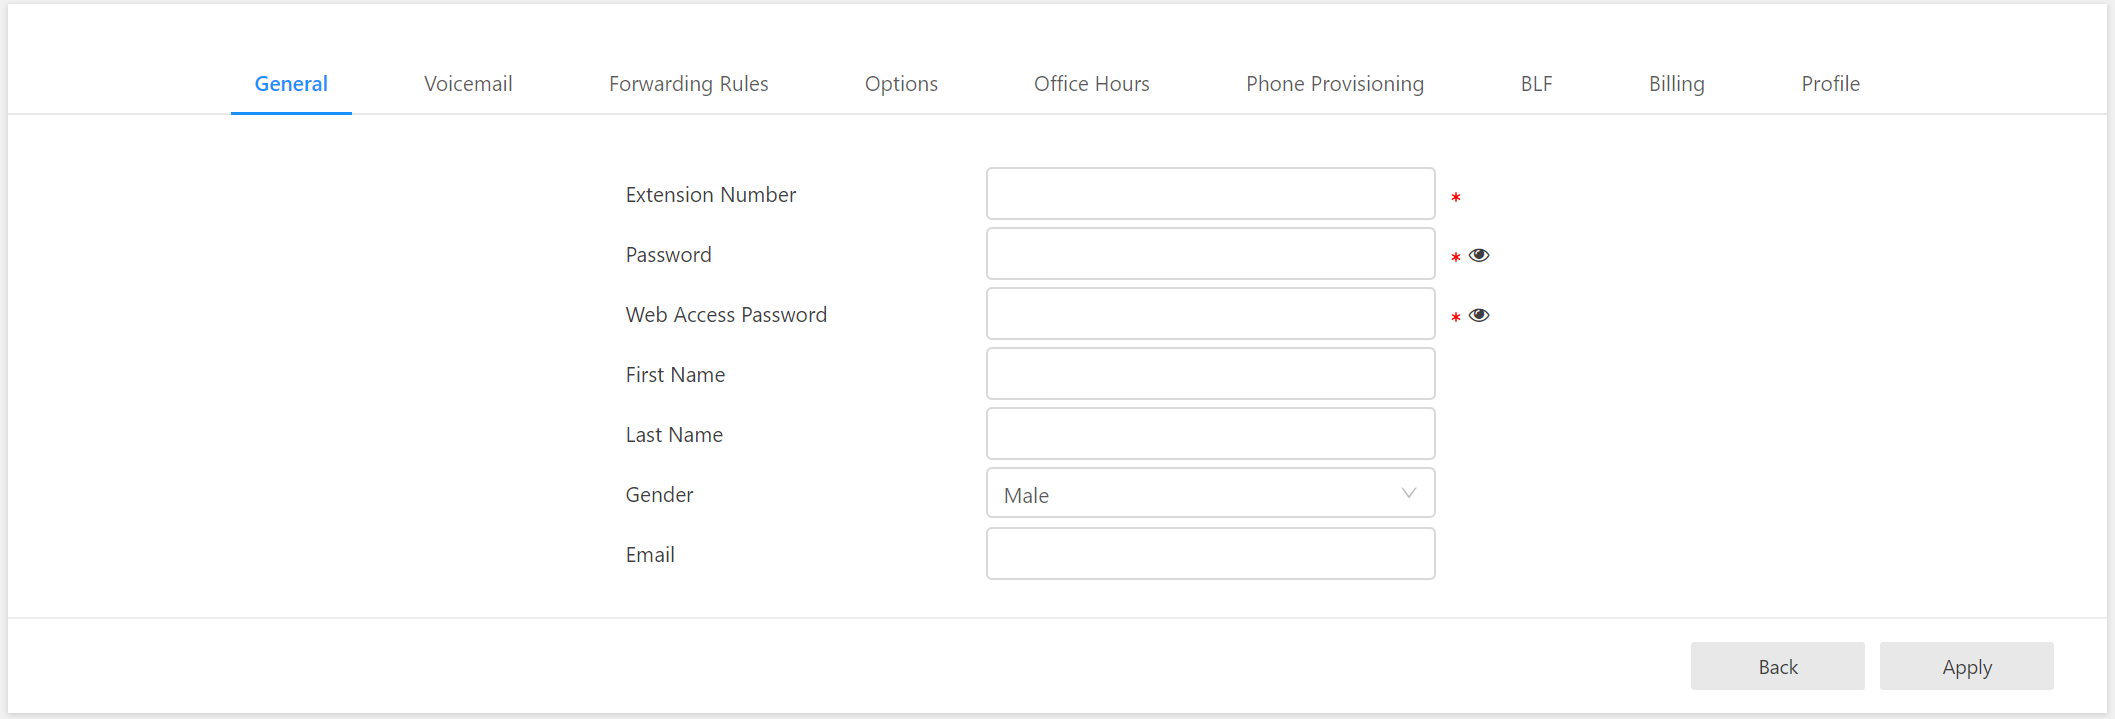 General Voicemail Forwarding Rules Options Office Hours Phone Provisioning BLF Billing Profile
Extension Number *
Password *
Web Access Password *
First Name
Last Name
Gender Male
Email
Back Apply